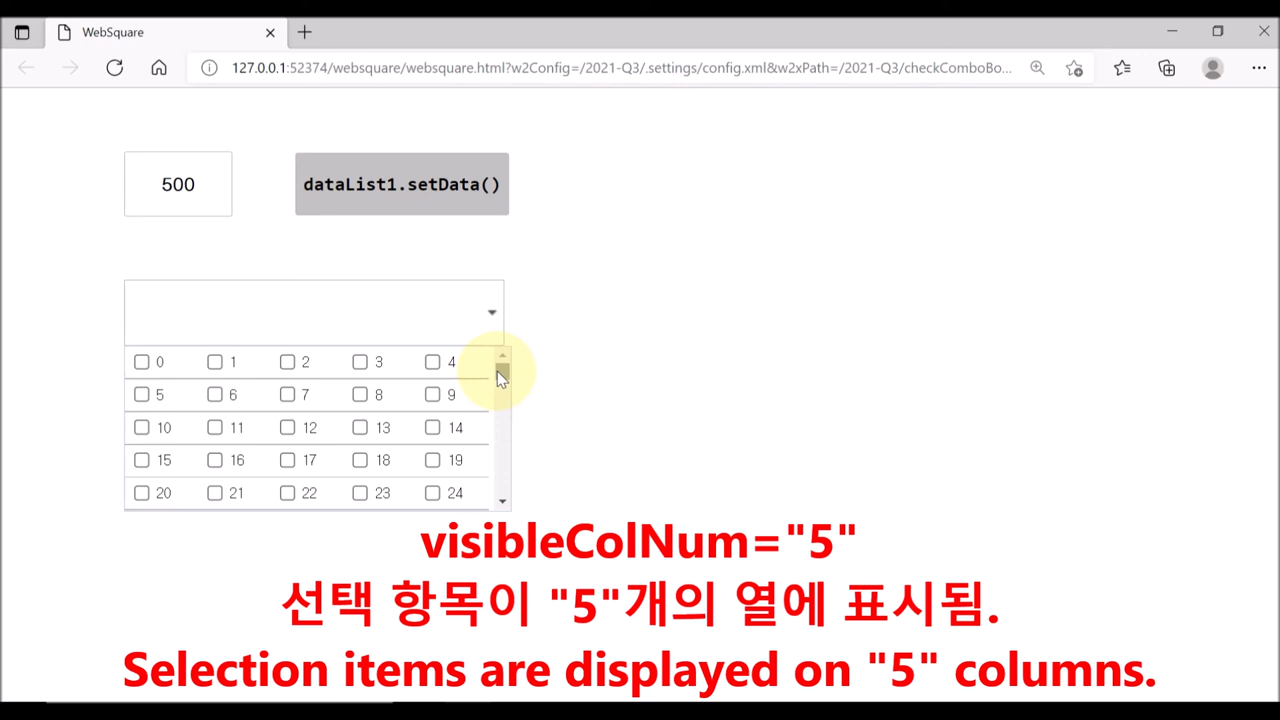 WebSquare
127.0.0.1:52374/websquare/websquare.html?w2Config=/2021-Q3/.settings/config.xml&w2xPath=/2021-Q3/checkComboBo...
500 dataList1.setData()
0 1 2 3 4
5 6 7 8 9
10 11 12 13 14
15 16 17 18 19
20 21 22 23 24
visibleColNum="5"
선택 항목이 "5"개의 열에 표시됨.
Selection items are displayed on "5" columns.